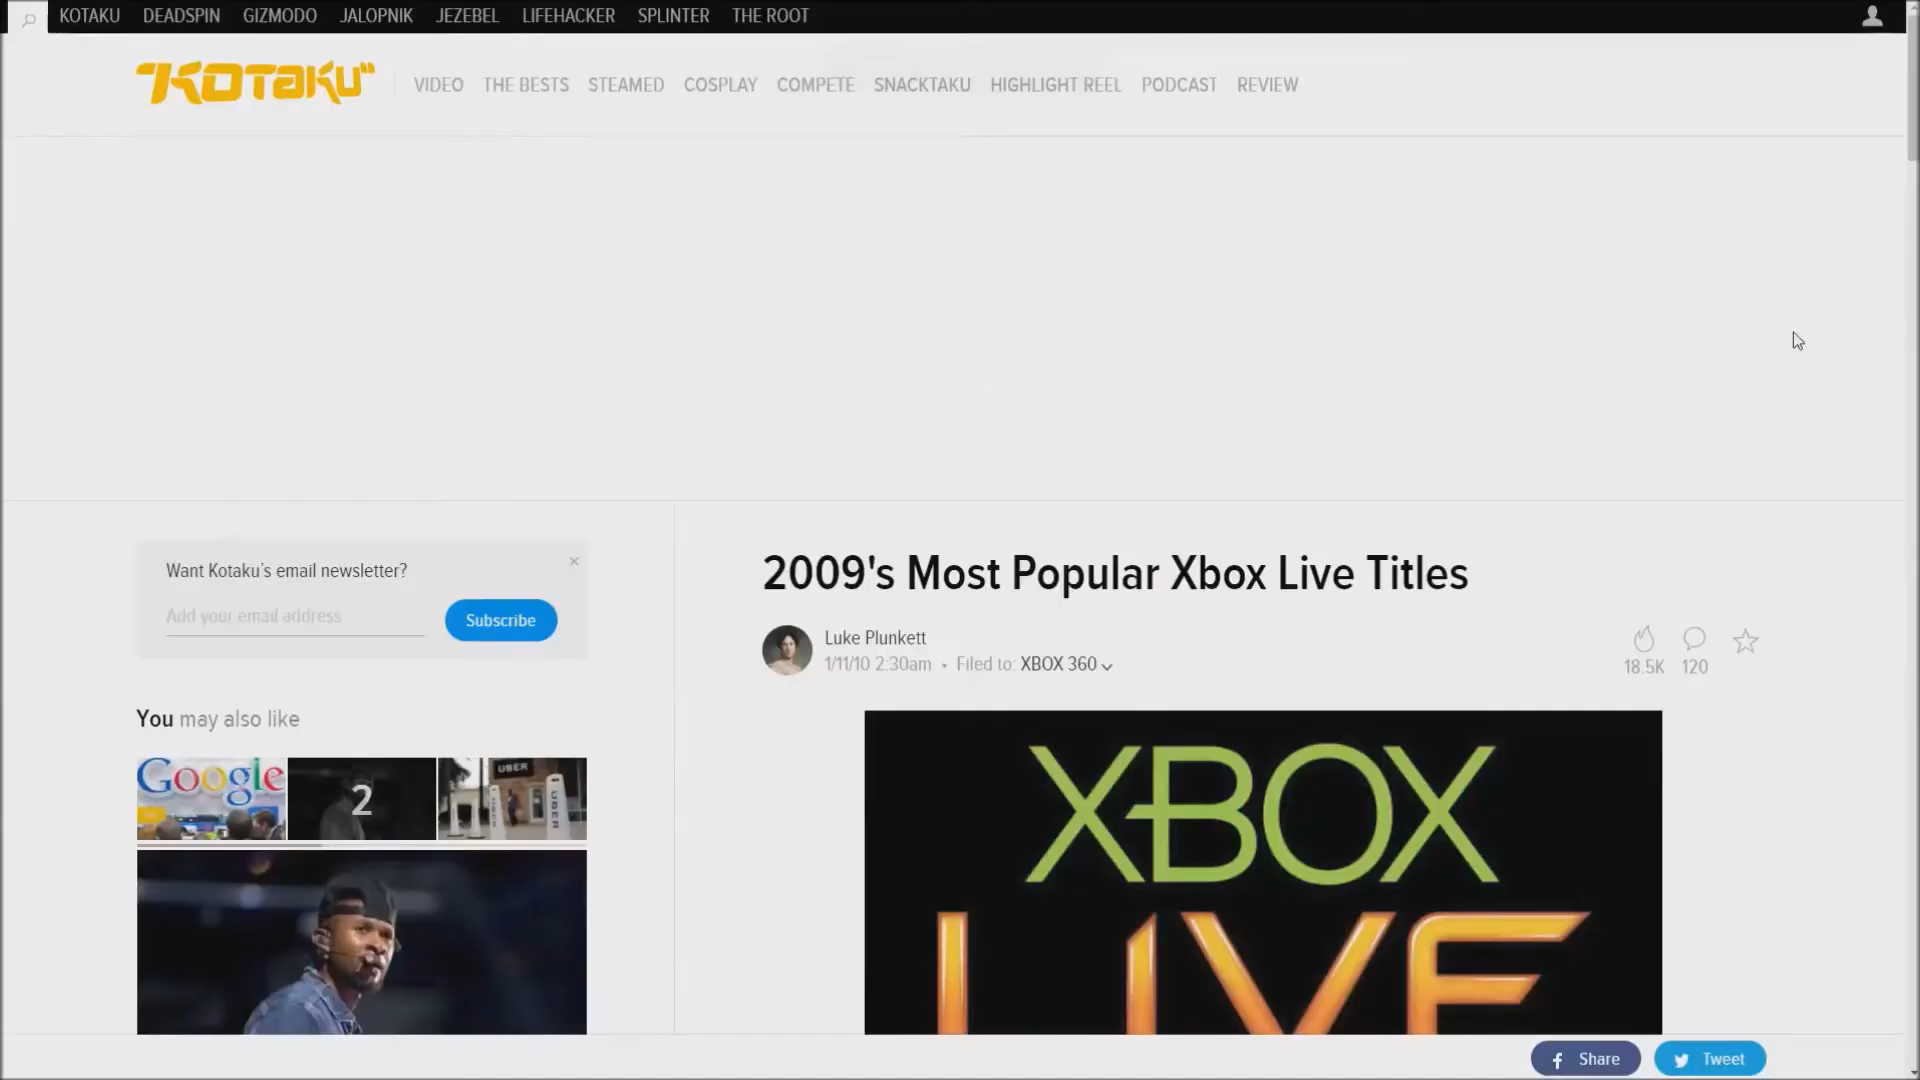 KOTAKU DEADSPIN GIZMODO JALOPNIK JEZEBEL LIFEHACKER SPLINTER THE ROOT
KOTAKU VIDEO THE BESTS STEAMED COSPLAY COMPETE SNACKTAKU HIGHLIGHT REEL PODCAST REVIEW
Want Kotaku's email newsletter?
Add your email address
Subscribe
You may also like
Google
2
UBER
UBER
2009's Most Popular Xbox Live Titles
Luke Plunkett
1/11/10 2:30am • Filed to: XBOX 360
18.5K 120
XBOX
LIVE
Share Tweet